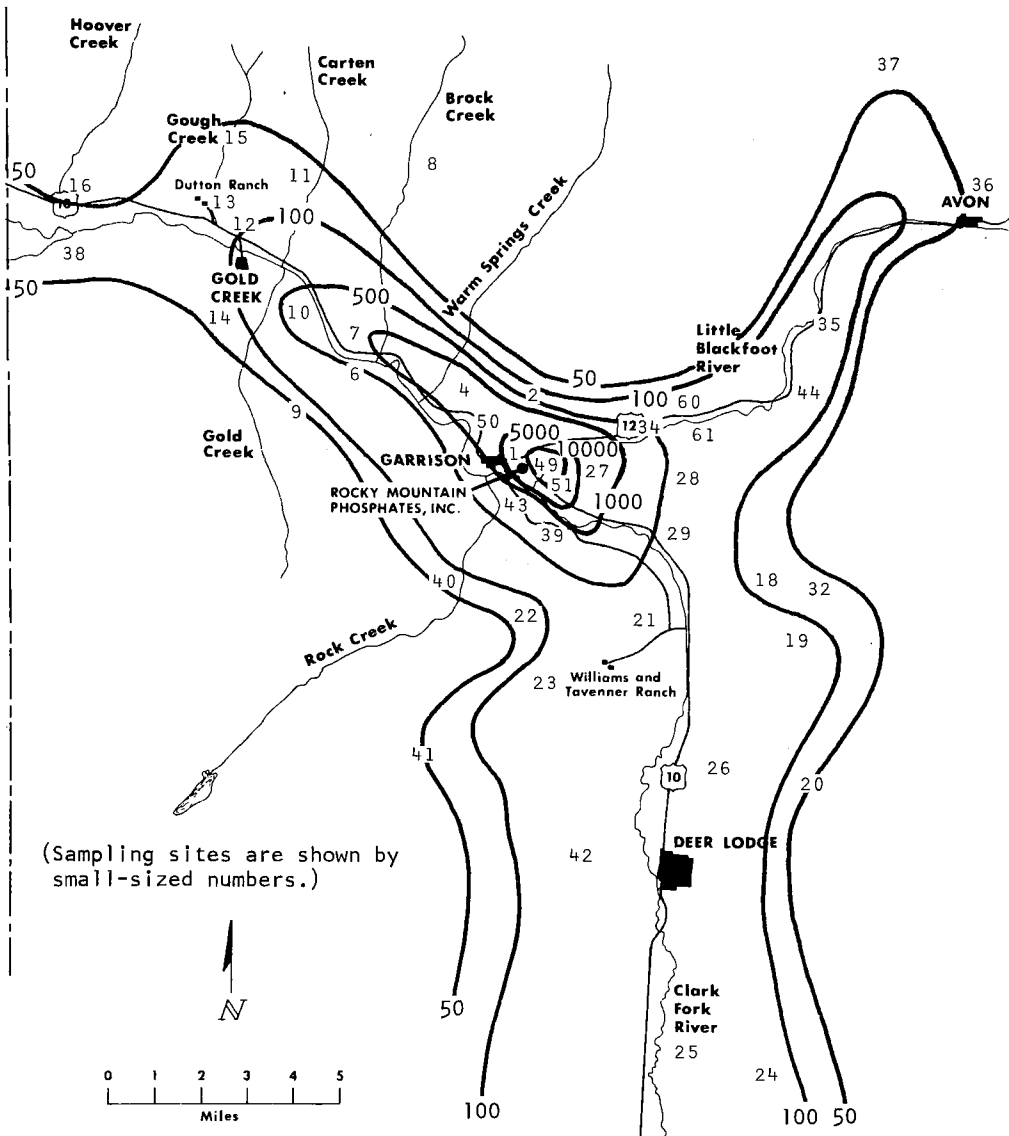 Hoover
Creek
Carten
Creek
Brock
Creek
37
Gough
Creek
15
8
11
50
16
10
Dutton Ranch
13
12
100
36
AVON
Warm Springs Creek
38
50
GOLD
CREEK
14
10
500
7
6
Little
Blackfoot
River
35
9
4
2
50
100
60
44
Gold
Creek
50
5000
12
34
61
GARRISON
1
10000
49
27
28
51
ROCKY MOUNTAIN
PHOSPHATES, INC.
43
1000
39
29
40
18
32
22
21
19
Rock Creek
23
Williams and
Tavenner Ranch
41
26
10
20
(Sampling sites are shown by
small-sized numbers.)
42
DEER LODGE
N
50
Clark
Fork
River
25
24
0 1 2 3 4 5
Miles
100
100
50